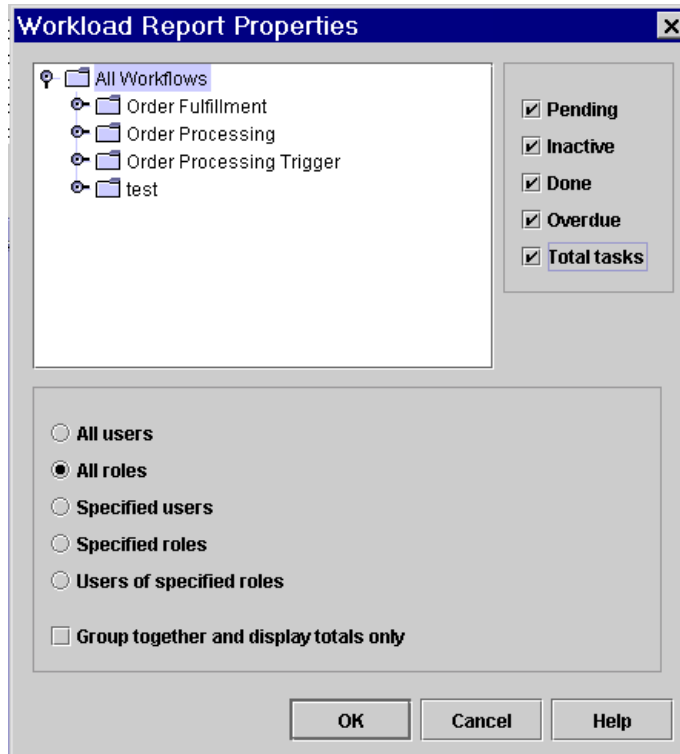 Workload Report Properties
All Workflows
Order Fulfillment
Order Processing
Order Processing Trigger
test
Pending
Inactive
Done
Overdue
Total tasks
All users
All roles
Specified users
Specified roles
Users of specified roles
Group together and display totals only
OK
Cancel
Help